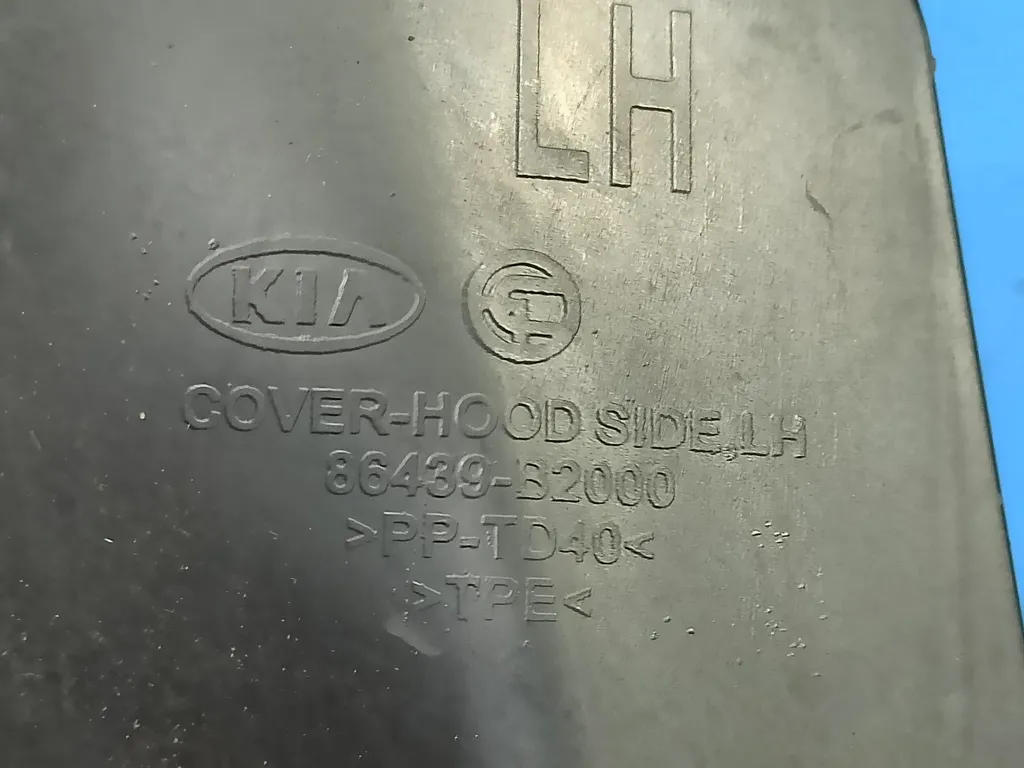 LH
KIA
COVER-HOOD SIDE,LH
86439-B2000
>PP-TD40<
>TPE<